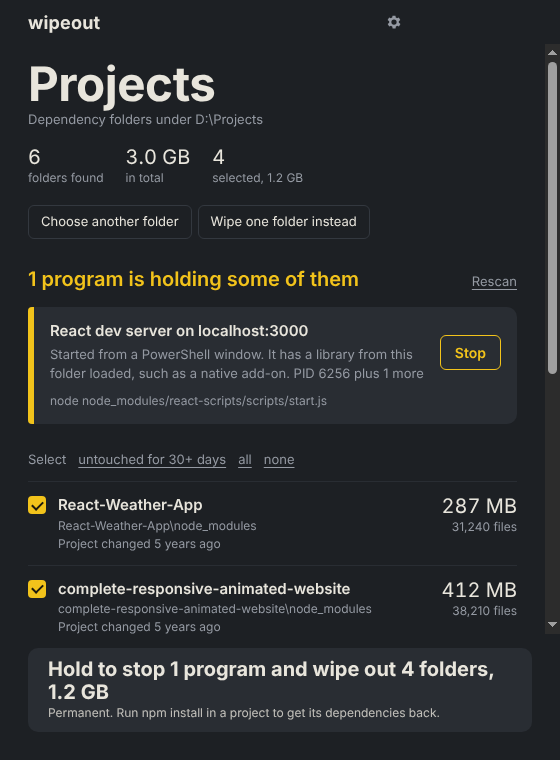 wipeout
Projects
Dependency folders under D:\Projects
6
folders found
3.0 GB
in total
4
selected, 1.2 GB
Choose another folder
Wipe one folder instead
1 program is holding some of them
Rescan
React dev server on localhost:3000
Started from a PowerShell window. It has a library from this
folder loaded, such as a native add-on. PID 6256 plus 1 more
node node_modules/react-scripts/scripts/start.js
Stop
Select untouched for 30+ days all none
React-Weather-App
React-Weather-App\node_modules
Project changed 5 years ago
287 MB
31,240 files
complete-responsive-animated-website
complete-responsive-animated-website\node_modules
Project changed 5 years ago
412 MB
38,210 files
Hold to stop 1 program and wipe out 4 folders,
1.2 GB
Permanent. Run npm install in a project to get its dependencies back.